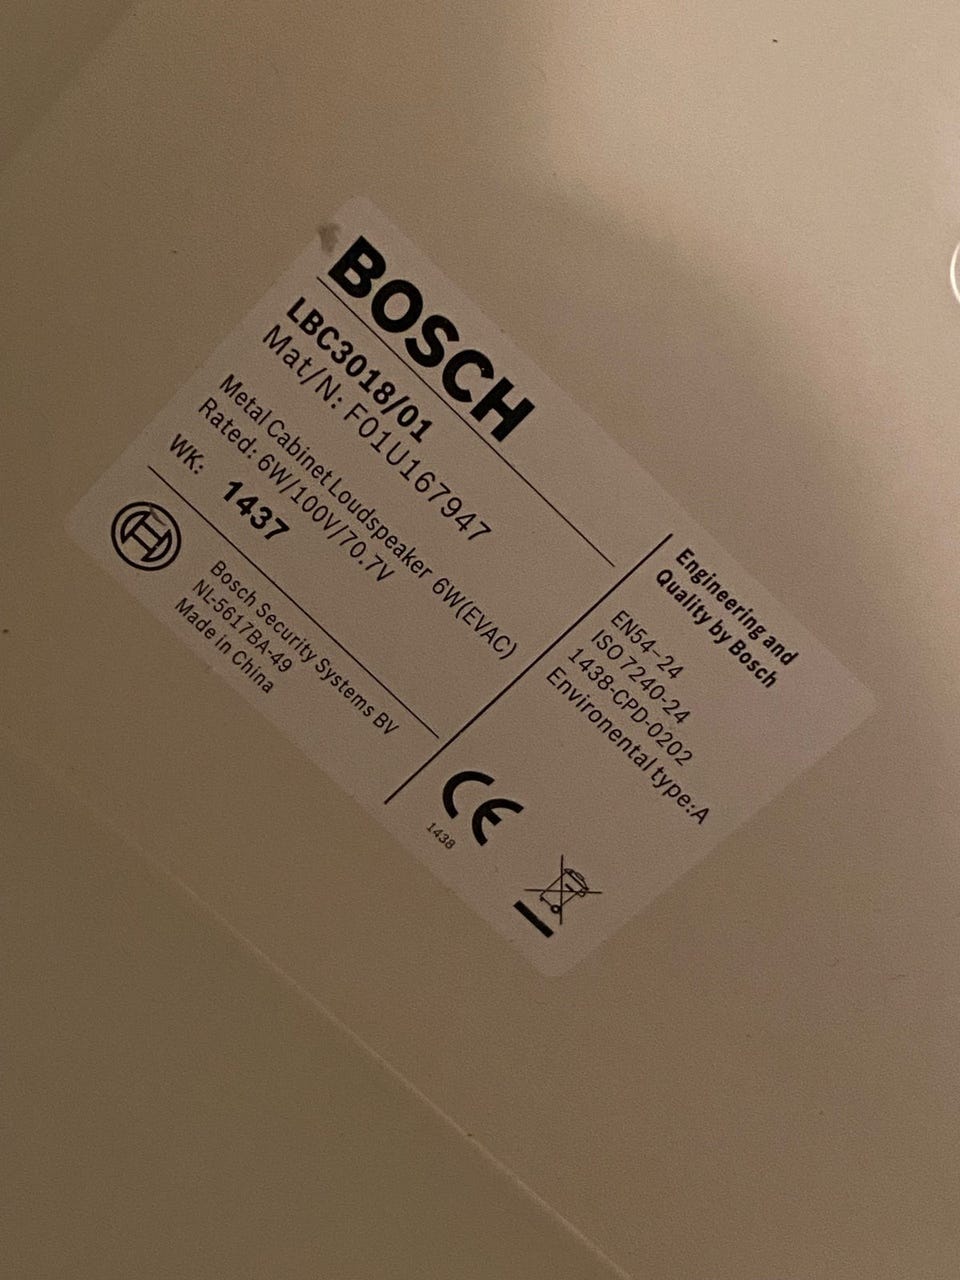 BOSCH
LBC3018/01
Mat/N: F01U167947
Metal Cabinet Loudspeaker 6W(EVAC)
Rated: 6W/100V/70.7V
WK: 1437
Bosch Security Systems BV
NL-5617BA-49
Made in China
Engineering and
Quality by Bosch
EN54-24
ISO 7240-24
1438-CPD-0202
Environental type:A
CE
1438